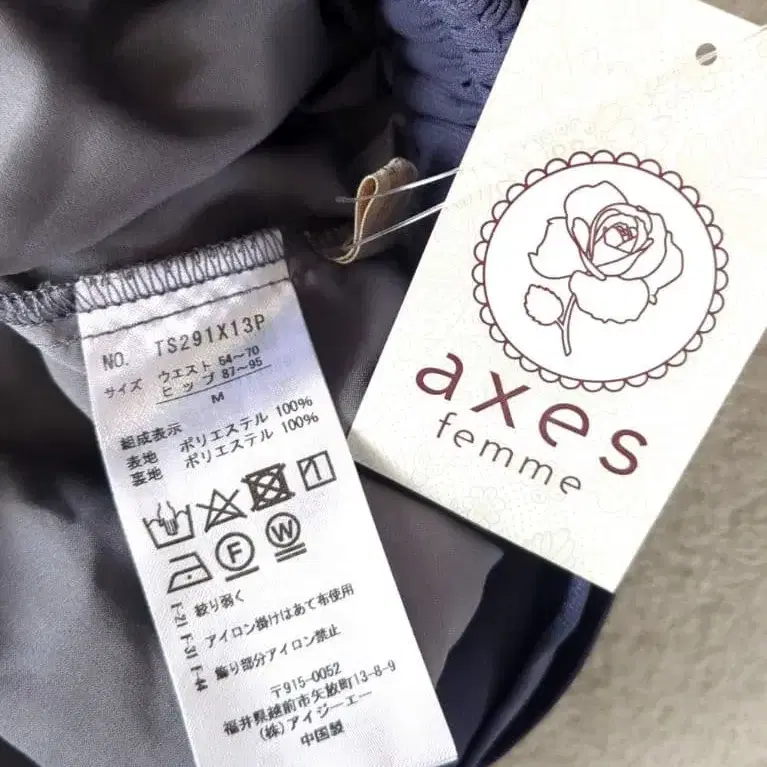 NO. TS291X13P
サイズ ウエスト 64～70
ヒップ 87～95
M
組成表示
表地 ポリエステル 100%
裏地 ポリエステル 100%
F
W
F-21 絞り弱く
F-31 アイロン掛けはあて布使用
F-44 飾り部分アイロン禁止
〒915-0052
福井県越前市矢放町13-8-9
(株)アイジーエー
中国製
axes
femme